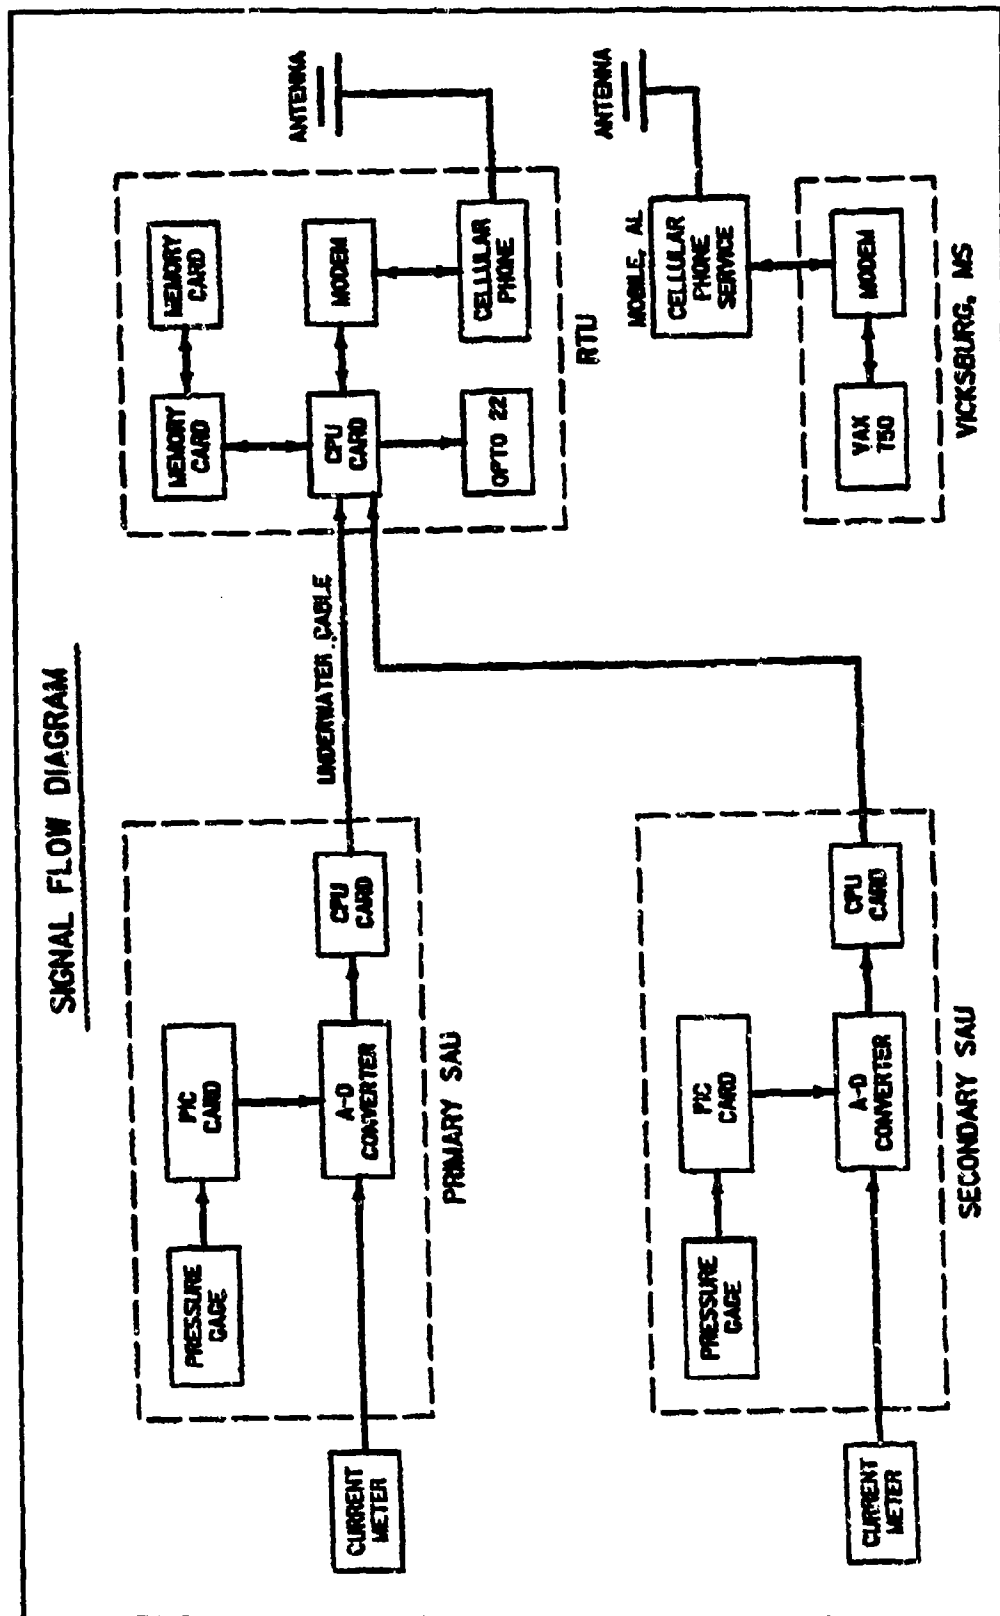 SIGNAL FLOW DIAGRAM
CURRENT
METER
PRESSURE
GAGE
PIC
CARD
A-D
CONVERTER
CPU
CARD
PRIMARY SAU
UNDERWATER CABLE
MEMORY
CARD
MEMORY
CARD
CPU
CARD
MODEM
OPTO 22
CELLULAR
PHONE
RTU
ANTENNA
CURRENT
METER
PRESSURE
GAGE
PIC
CARD
A-D
CONVERTER
CPU
CARD
SECONDARY SAU
MOBILE, AL
CELLULAR
PHONE
SERVICE
ANTENNA
VAX
750
MODEM
VICKSBURG, MS